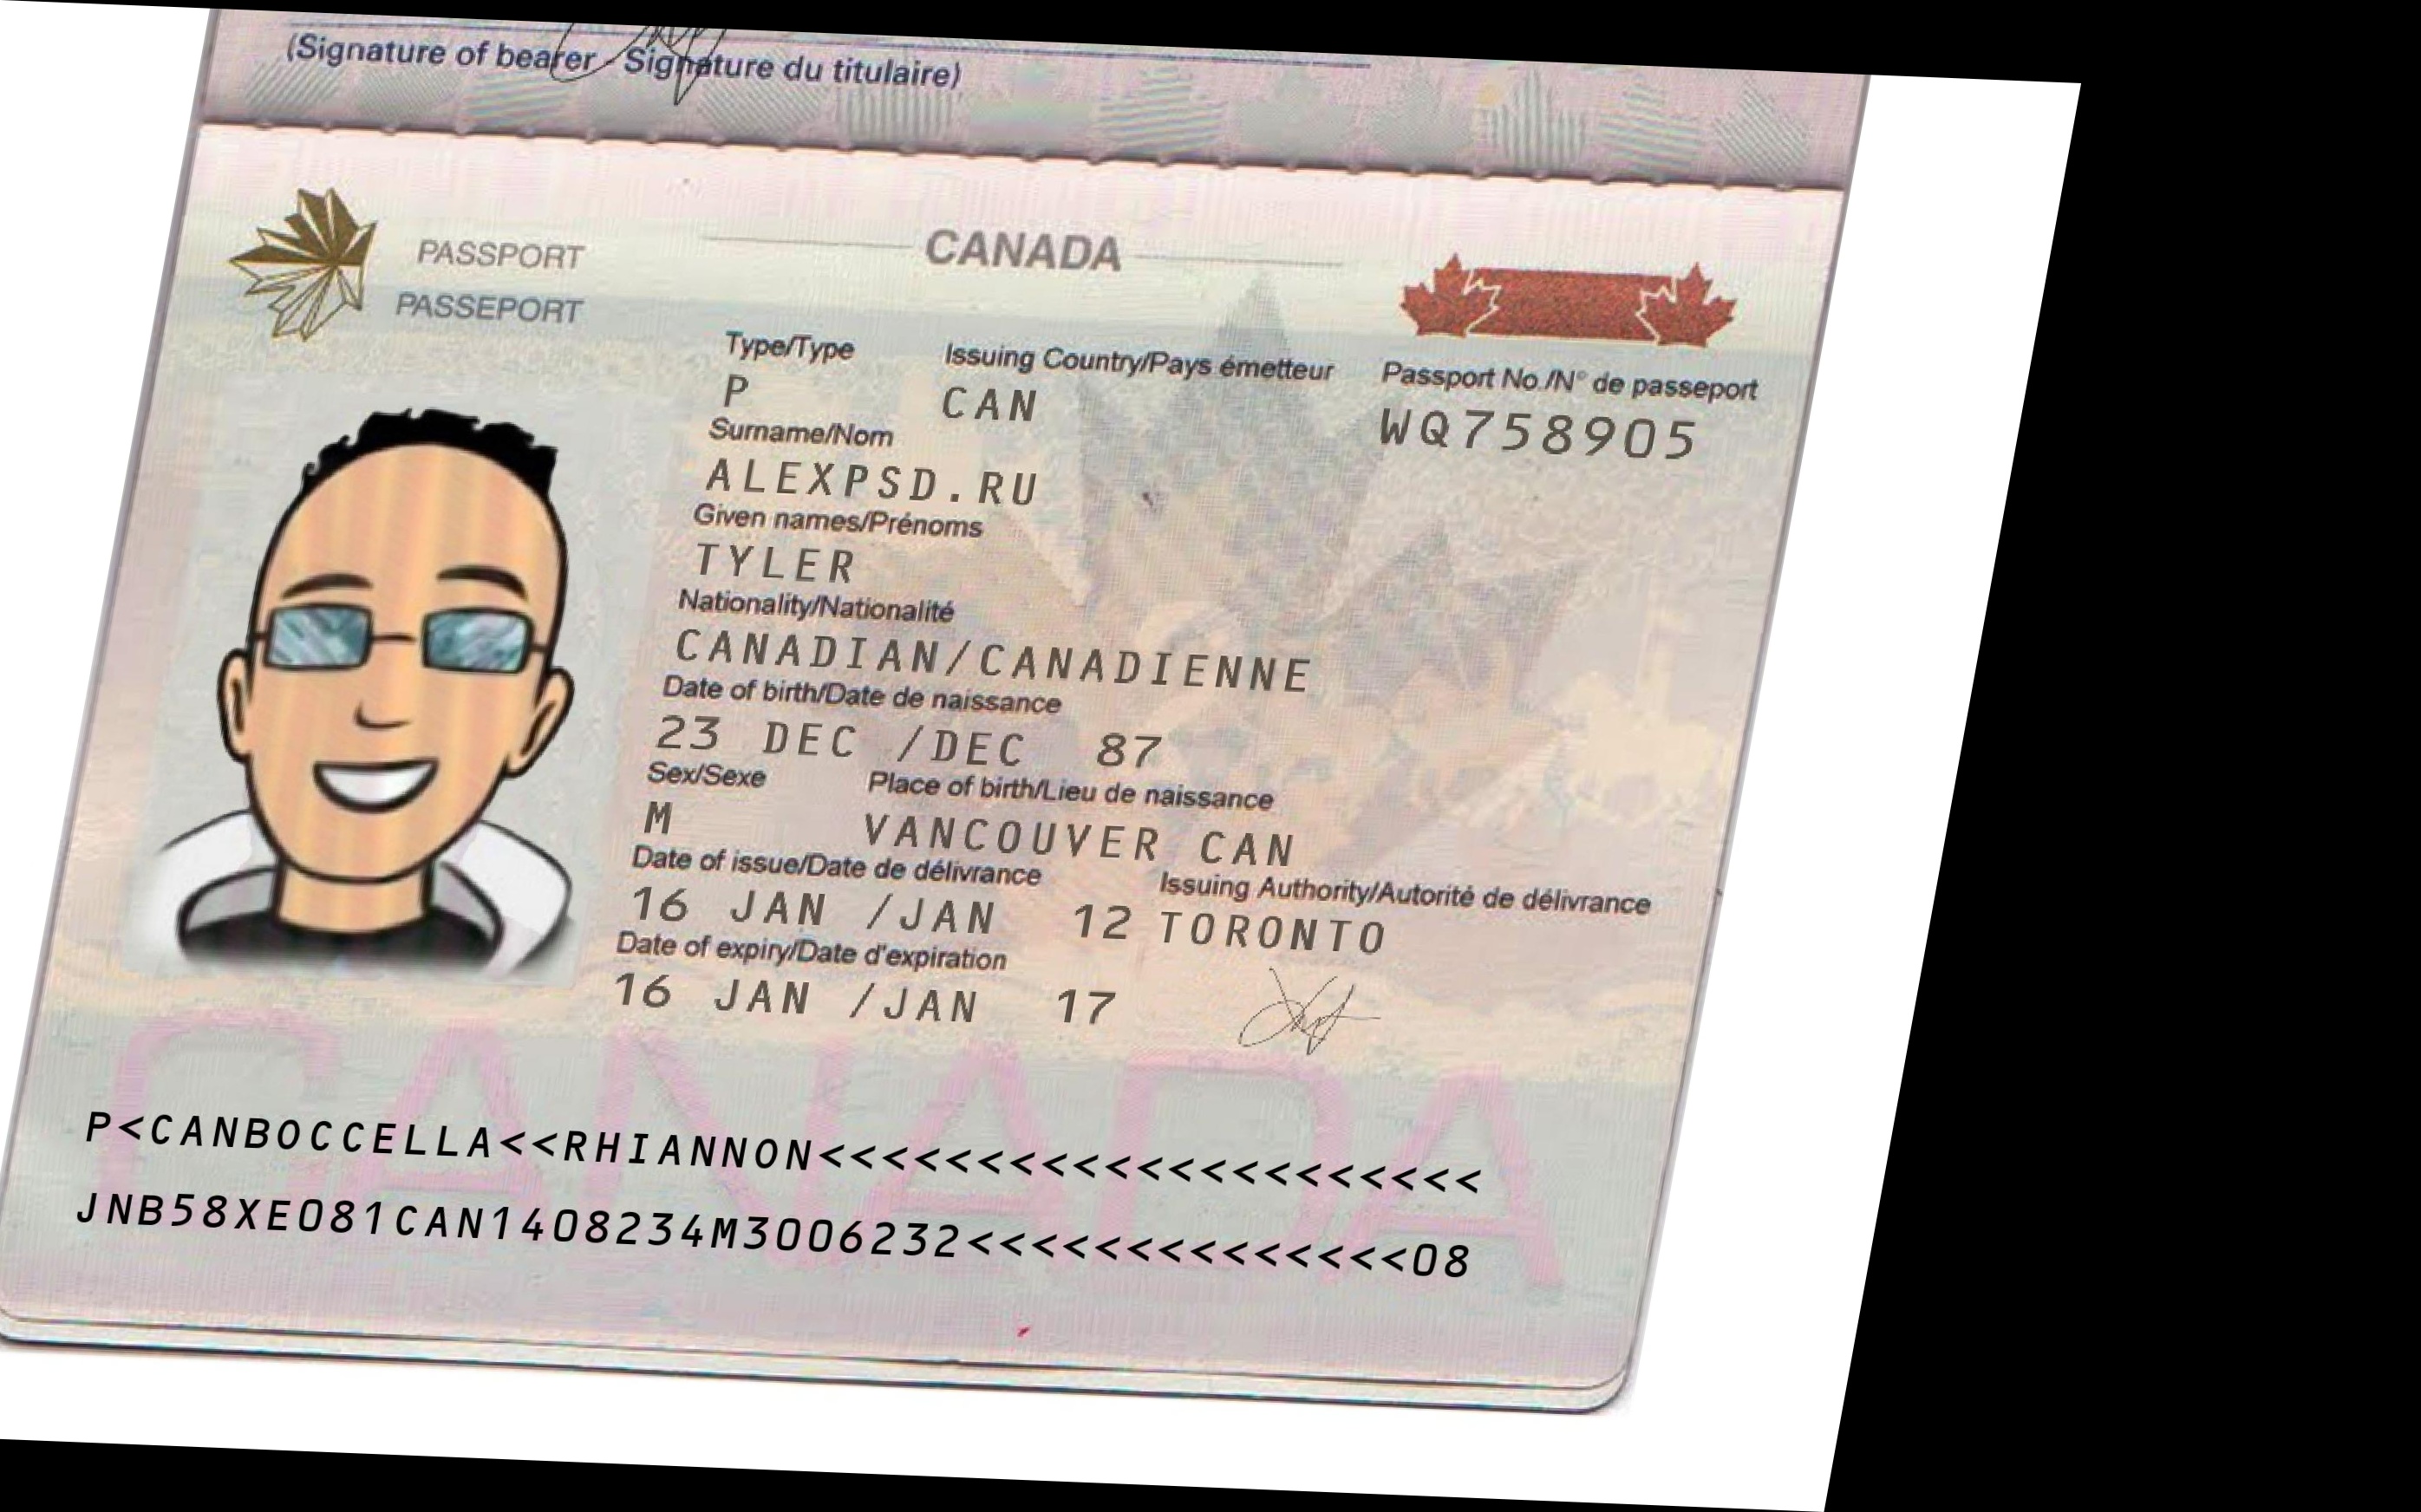 (Signature of bearer - Signature du titulaire)
PASSPORT
PASSEPORT
CANADA
Type/Type Issuing Country/Pays émetteur Passport No./N° de passeport
P CAN WQ758905
Surname/Nom
ALEXPSD.RU
Given names/Prénoms
TYLER
Nationality/Nationalité
CANADIAN/CANADIENNE
Date of birth/Date de naissance
23 DEC /DEC 87
Sex/Sexe Place of birth/Lieu de naissance
M VANCOUVER CAN
Date of issue/Date de délivrance Issuing Authority/Autorité de délivrance
16 JAN /JAN 12 TORONTO
Date of expiry/Date d'expiration
16 JAN /JAN 17
CANADA
P<CANBOCCELLA<<RHIANNON<<<<<<<<<<<<<<<<<<<<<
JNB58XE081CAN1408234M3006232<<<<<<<<<<<<<<08